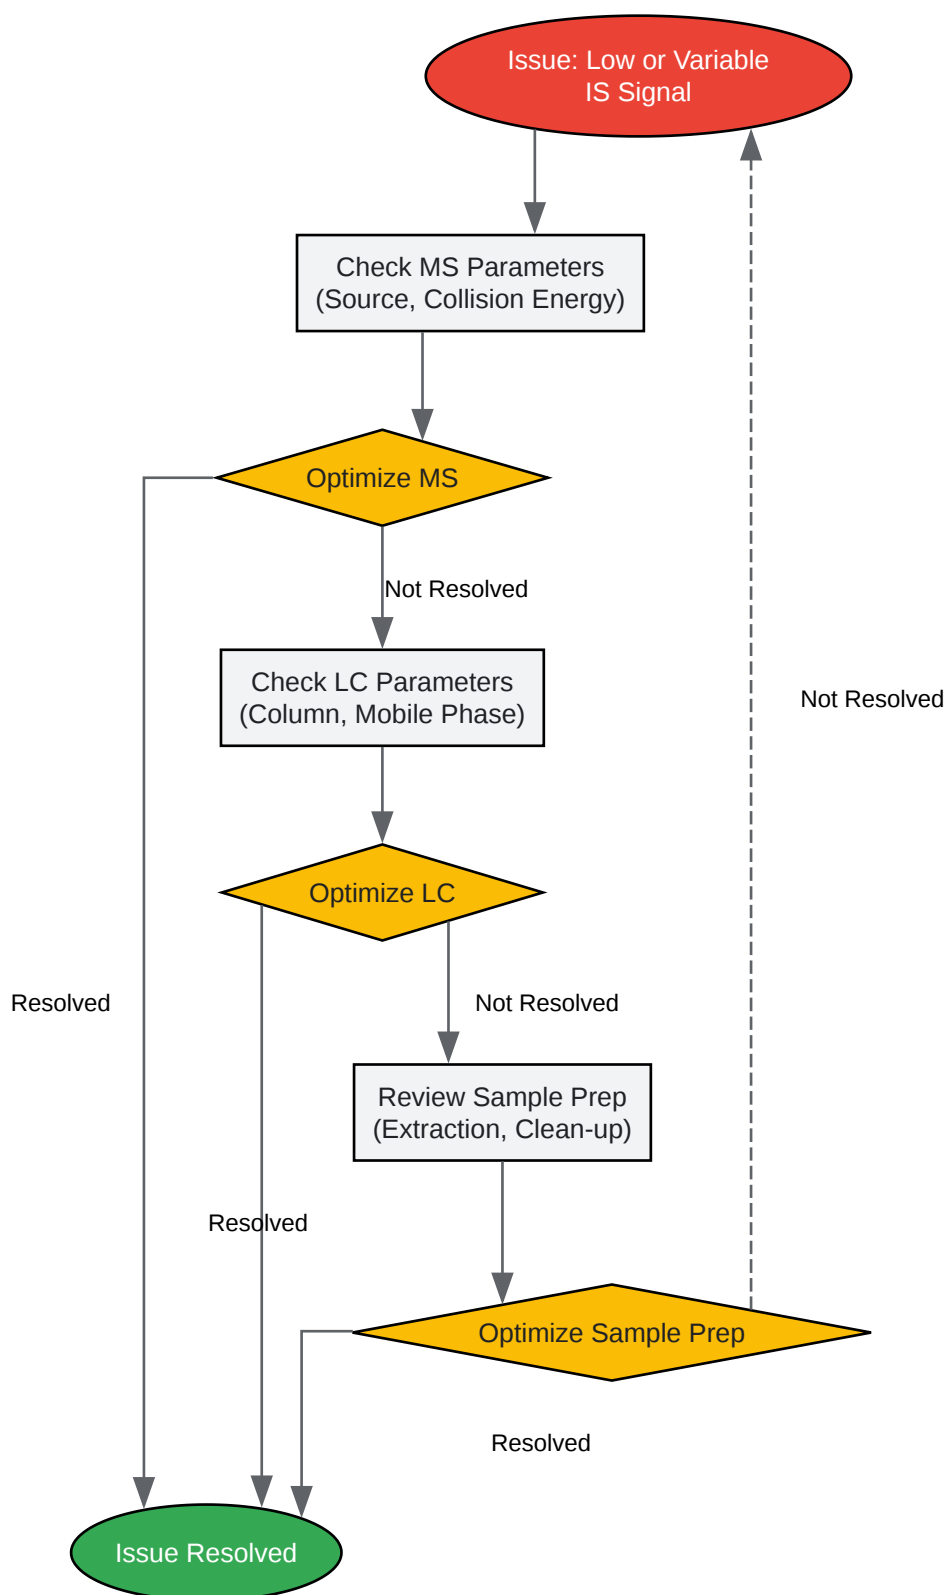 Issue: Low or Variable
IS Signal
Check MS Parameters
(Source, Collision Energy)
Optimize MS
Not Resolved
Check LC Parameters
(Column, Mobile Phase)
Not Resolved
Optimize LC
Resolved
Not Resolved
Review Sample Prep
(Extraction, Clean-up)
Resolved
Optimize Sample Prep
Resolved
Issue Resolved